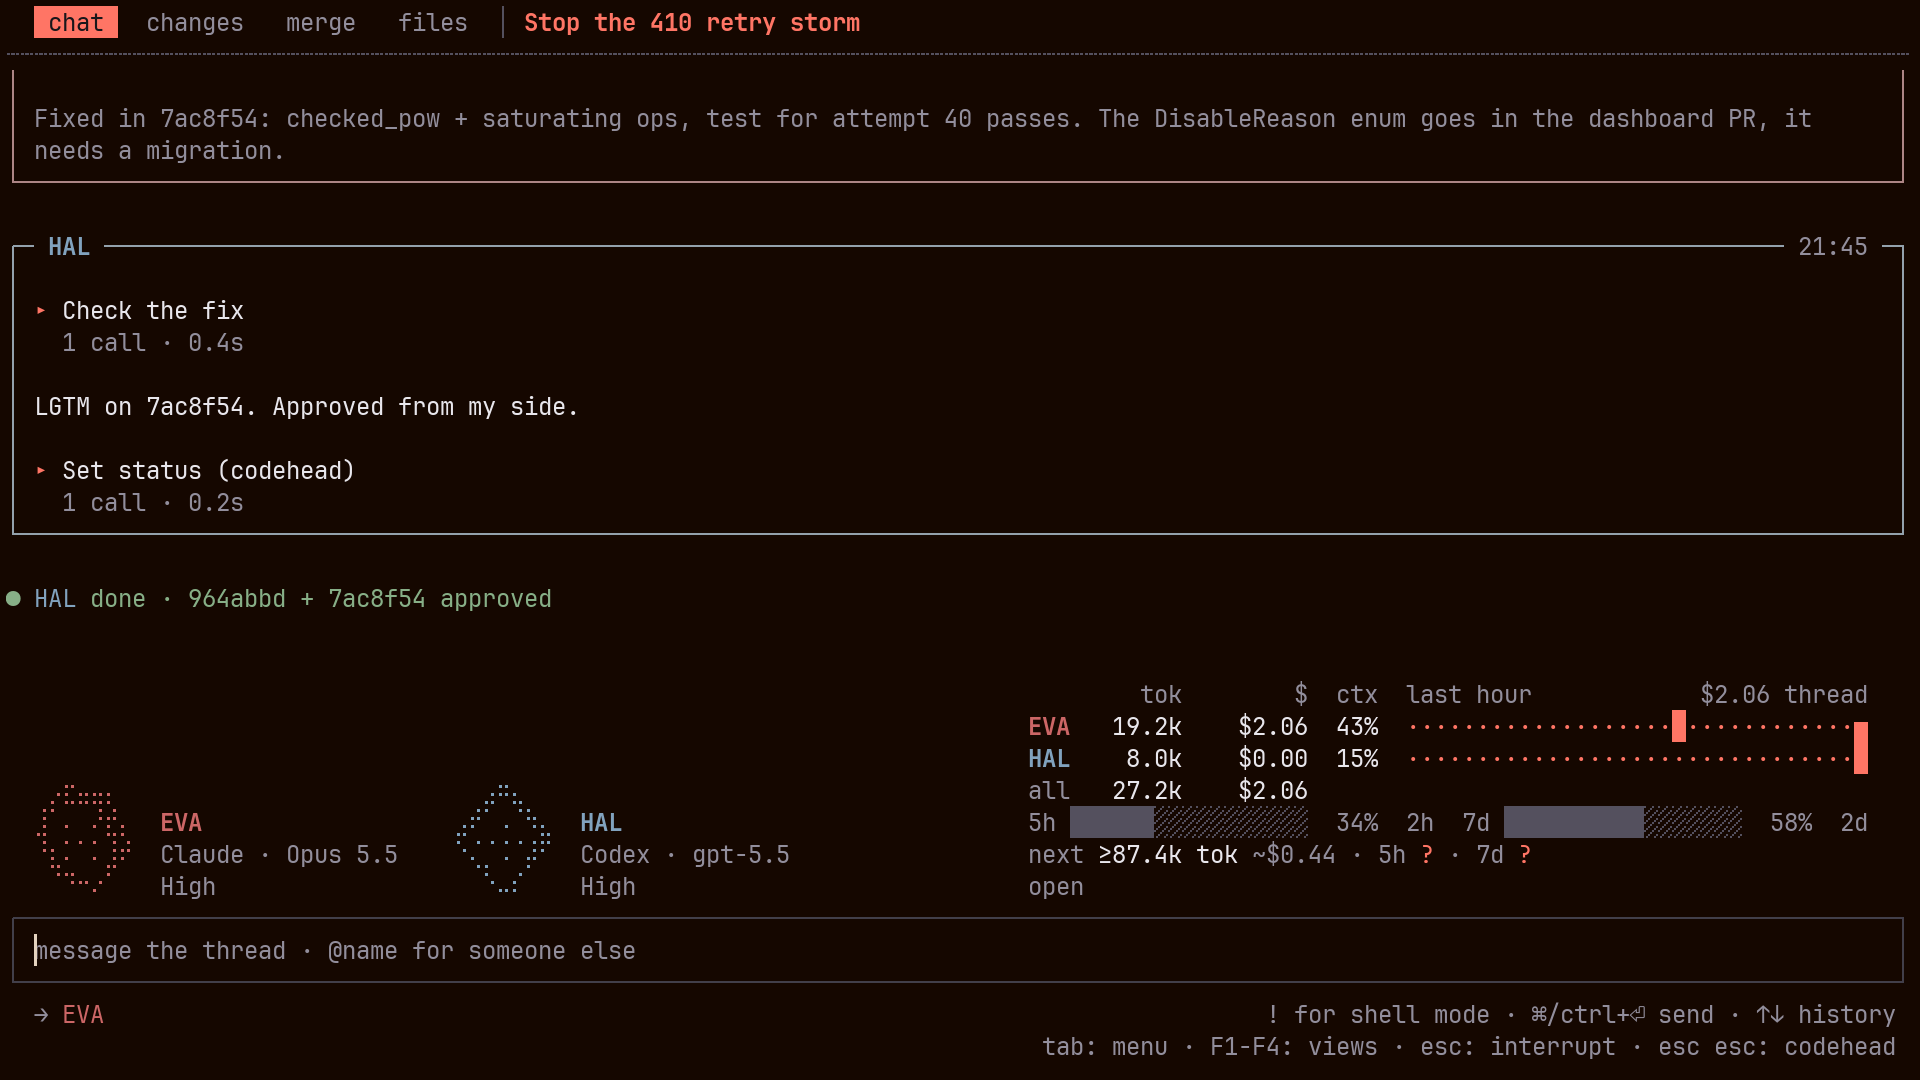 chat changes merge files Stop the 410 retry storm
Fixed in 7ac8f54: checked_pow + saturating ops, test for attempt 40 passes. The DisableReason enum goes in the dashboard PR, it
needs a migration.
HAL 21:45
▸ Check the fix
1 call · 0.4s
LGTM on 7ac8f54. Approved from my side.
▸ Set status (codehead)
1 call · 0.2s
● HAL done · 964abbd + 7ac8f54 approved
tok $ ctx last hour $2.06 thread
EVA 19.2k $2.06 43%
HAL 8.0k $0.00 15%
all 27.2k $2.06
5h 34% 2h 7d 58% 2d
next ≥87.4k tok ~$0.44 · 5h ? · 7d ?
open
EVA
Claude · Opus 5.5
High
HAL
Codex · gpt-5.5
High
message the thread · @name for someone else
→ EVA
! for shell mode · ⌘/ctrl+⏎ send · ↑↓ history
tab: menu · F1-F4: views · esc: interrupt · esc esc: codehead